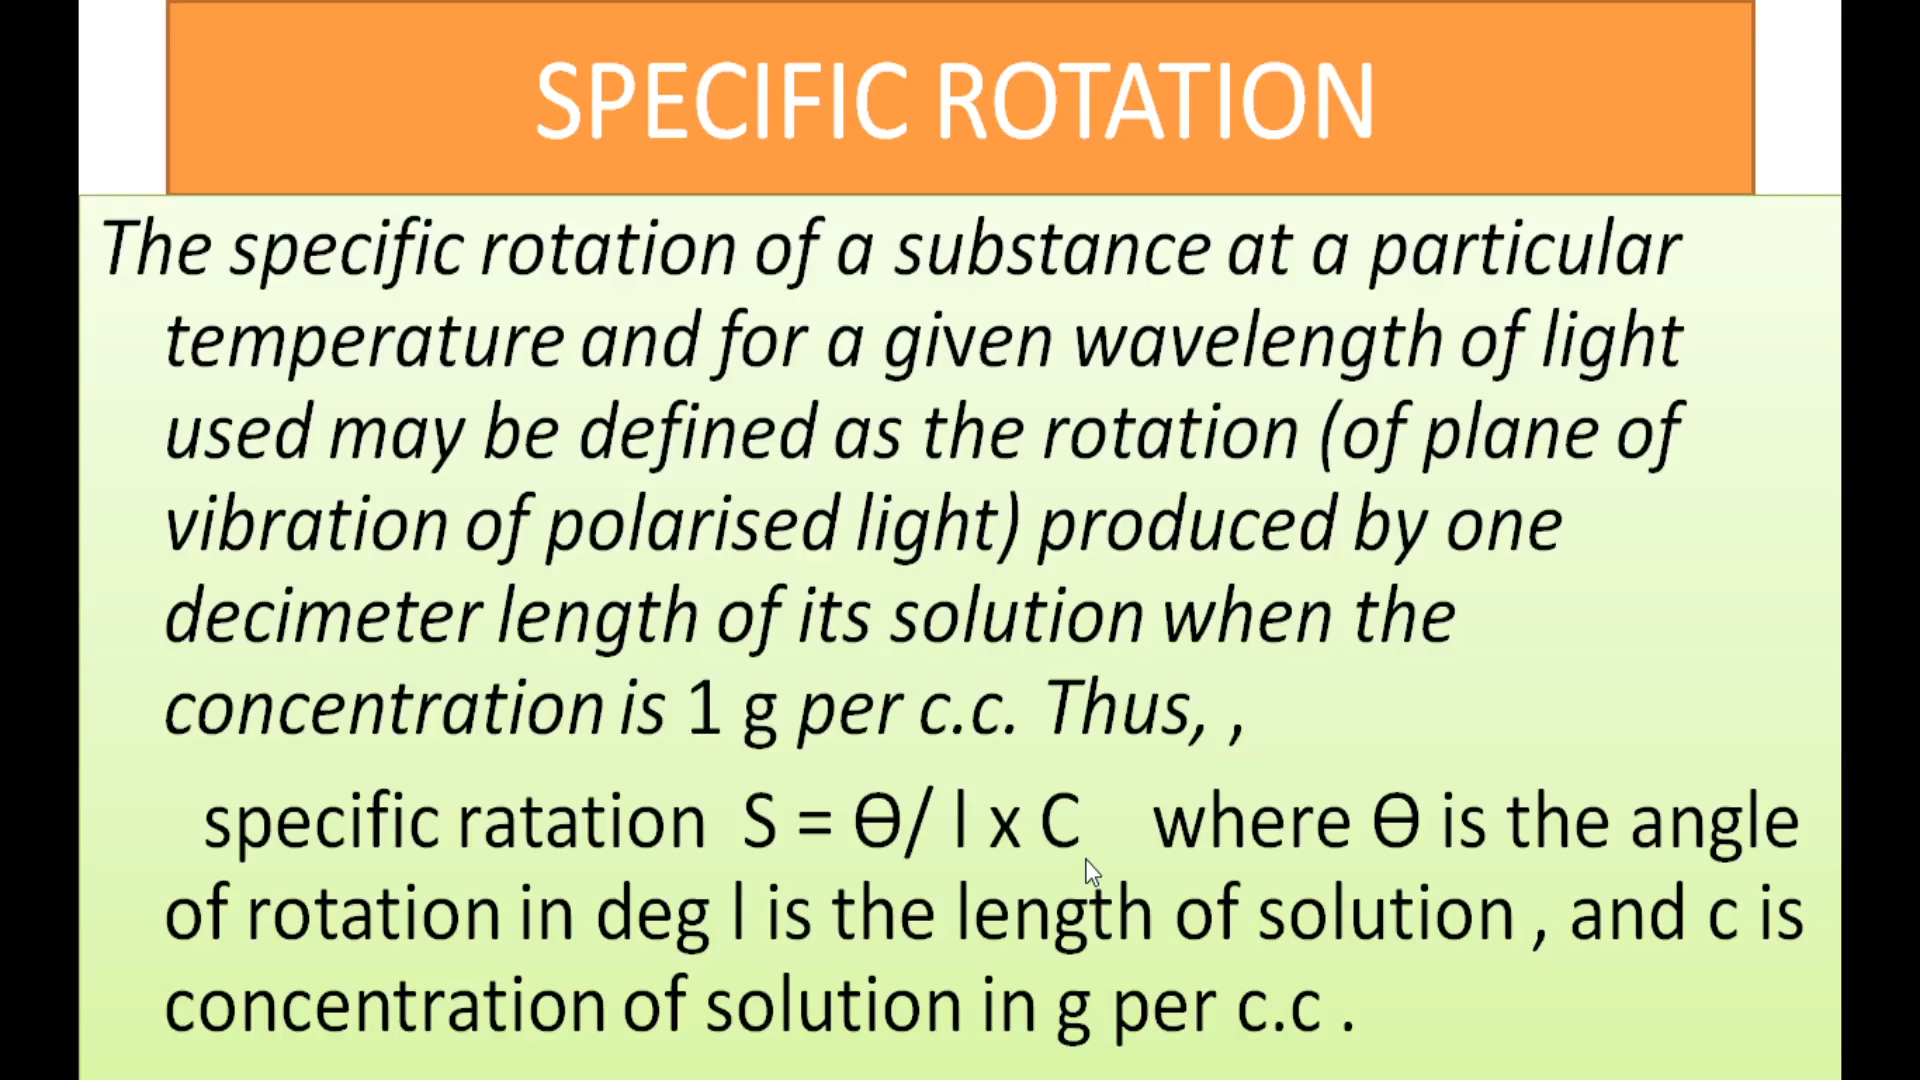 SPECIFIC ROTATION
The specific rotation of a substance at a particular
temperature and for a given wavelength of light
used may be defined as the rotation (of plane of
vibration of polarised light) produced by one
decimeter length of its solution when the
concentration is 1 g per c.c. Thus, ,
specific ratation S = Ө/ l x C where Ө is the angle
of rotation in deg l is the length of solution , and c is
concentration of solution in g per c.c .